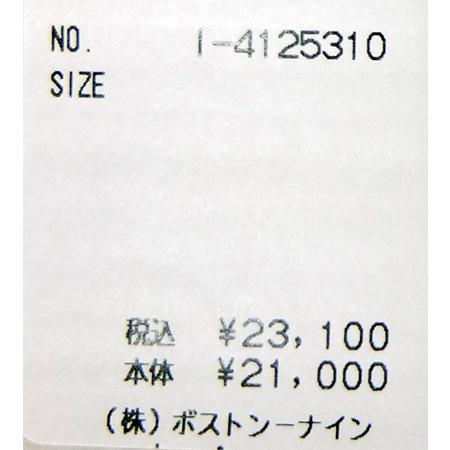 NO. I-4125310
SIZE
税込 ¥23,100
本体 ¥21,000
(株)ボストンーナイン